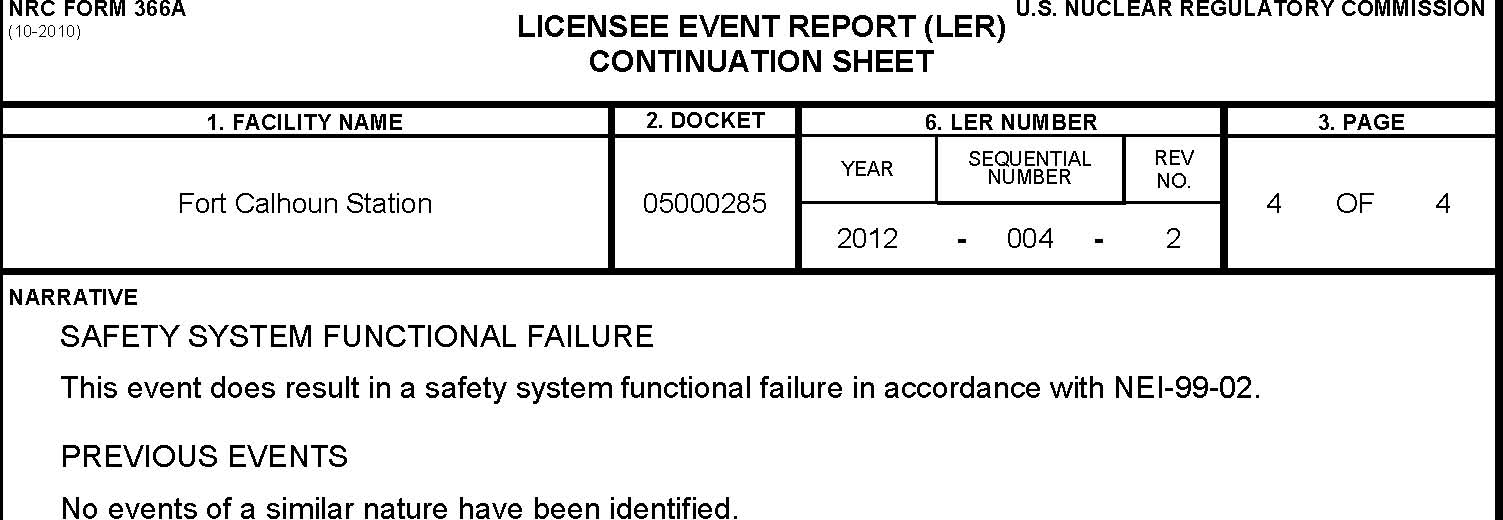 NRC FORM 366A
(10-2010)
U.S. NUCLEAR REGULATORY COMMISSION
LICENSEE EVENT REPORT (LER)
CONTINUATION SHEET
1. FACILITY NAME
2. DOCKET
6. LER NUMBER
3. PAGE
Fort Calhoun Station
05000285
YEAR
SEQUENTIAL
NUMBER
REV
NO.
2012 - 004 - 2
4 OF 4
NARRATIVE
SAFETY SYSTEM FUNCTIONAL FAILURE
This event does result in a safety system functional failure in accordance with NEI-99-02.
PREVIOUS EVENTS
No events of a similar nature have been identified.